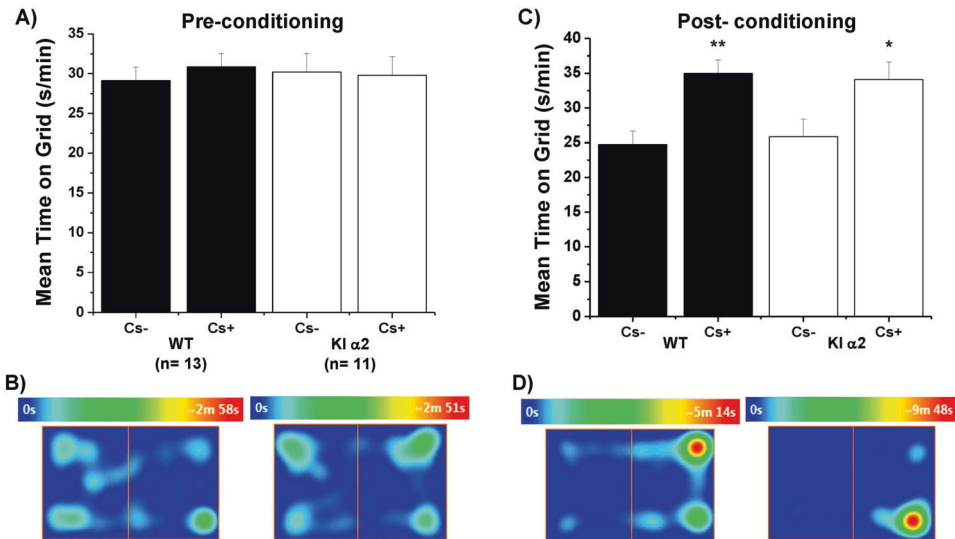 A)
Pre-conditioning
Mean Time on Grid (s/min)
40
35
30
25
20
15
10
5
0
Cs-
Cs+
Cs-
Cs+
WT
KI α2
(n= 13)
(n= 11)
B)
0s
~2m 58s
0s
~2m 51s
C)
Post- conditioning
Mean Time on Grid (s/min)
40
35
30
25
20
15
10
5
0
**
*
Cs-
Cs+
Cs-
Cs+
WT
KI α2
D)
0s
~5m 14s
0s
~9m 48s